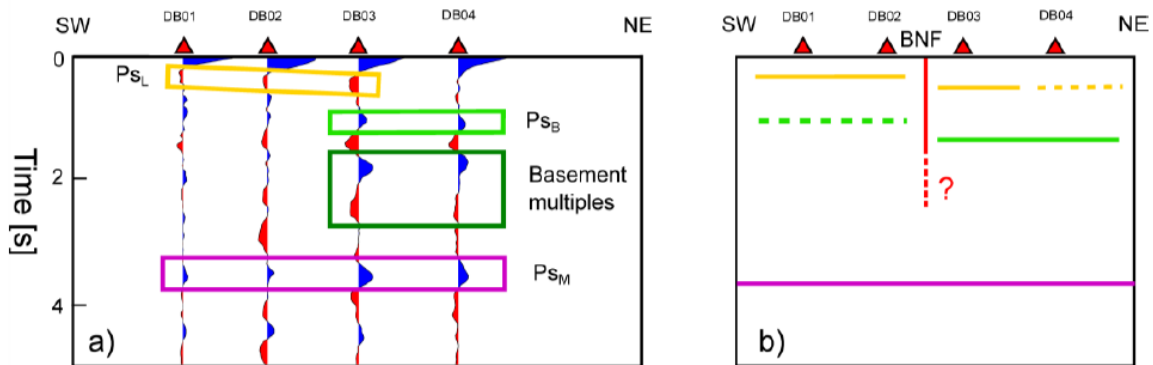 SW DB01 DB02 DB03 DB04 NE
0
PsL
PsB
2
Basement
multiples
PsM
4
Time [s]
a)
SW DB01 DB02 BNF DB03 DB04 NE
?
b)